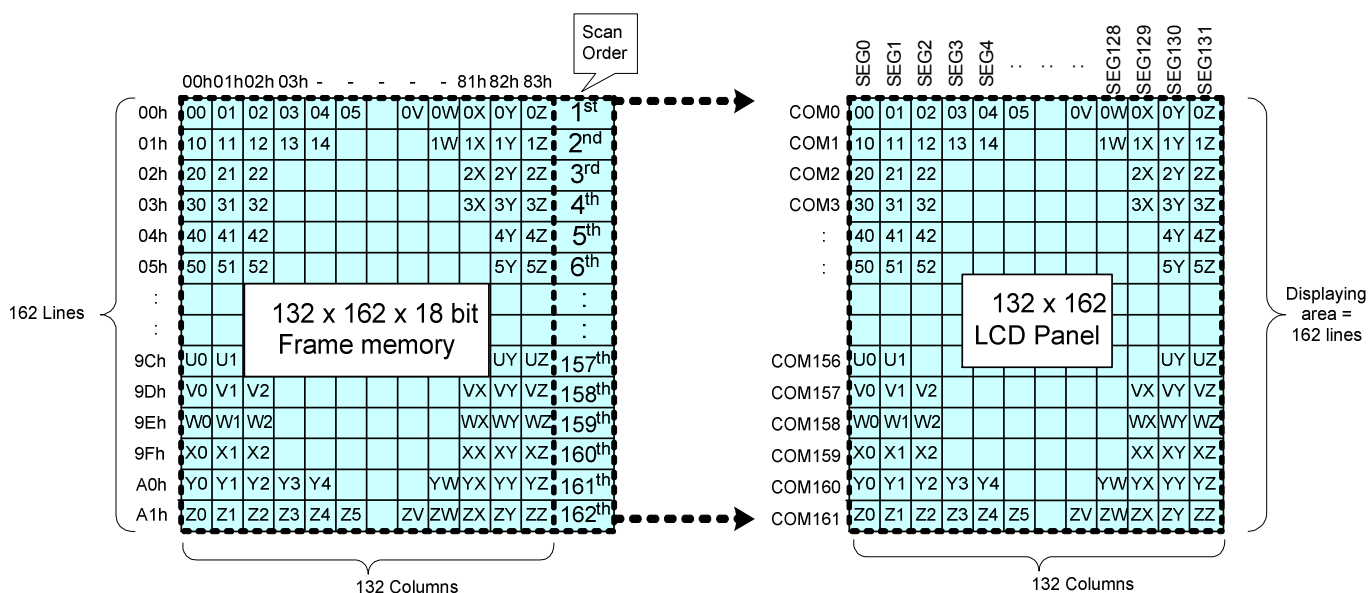 Scan
Order
00h 01h 02h 03h - - - - - 81h 82h 83h
SEG0 SEG1 SEG2 SEG3 SEG4 .. .. .. SEG128 SEG129 SEG130 SEG131
00h 00 01 02 03 04 05 0V 0W 0X 0Y 0Z 1st
01h 10 11 12 13 14 1W 1X 1Y 1Z 2nd
02h 20 21 22 2X 2Y 2Z 3rd
03h 30 31 32 3X 3Y 3Z 4th
04h 40 41 42 4Y 4Z 5th
05h 50 51 52 5Y 5Z 6th
: :
: :
9Ch U0 U1 UY UZ 157th
9Dh V0 V1 V2 VX VY VZ 158th
9Eh W0 W1 W2 WX WY WZ 159th
9Fh X0 X1 X2 XX XY XZ 160th
A0h Y0 Y1 Y2 Y3 Y4 YW YX YY YZ 161th
A1h Z0 Z1 Z2 Z3 Z4 Z5 ZV ZW ZX ZY ZZ 162th
162 Lines
132 x 162 x 18 bit
Frame memory
132 Columns
COM0 00 01 02 03 04 05 0V 0W 0X 0Y 0Z
COM1 10 11 12 13 14 1W 1X 1Y 1Z
COM2 20 21 22 2X 2Y 2Z
COM3 30 31 32 3X 3Y 3Z
: 40 41 42 4Y 4Z
: 50 51 52 5Y 5Z
COM156 U0 U1 UY UZ
COM157 V0 V1 V2 VX VY VZ
COM158 W0 W1 W2 WX WY WZ
COM159 X0 X1 X2 XX XY XZ
COM160 Y0 Y1 Y2 Y3 Y4 YW YX YY YZ
COM161 Z0 Z1 Z2 Z3 Z4 Z5 ZV ZW ZX ZY ZZ
132 x 162
LCD Panel
Displaying
area =
162 lines
132 Columns